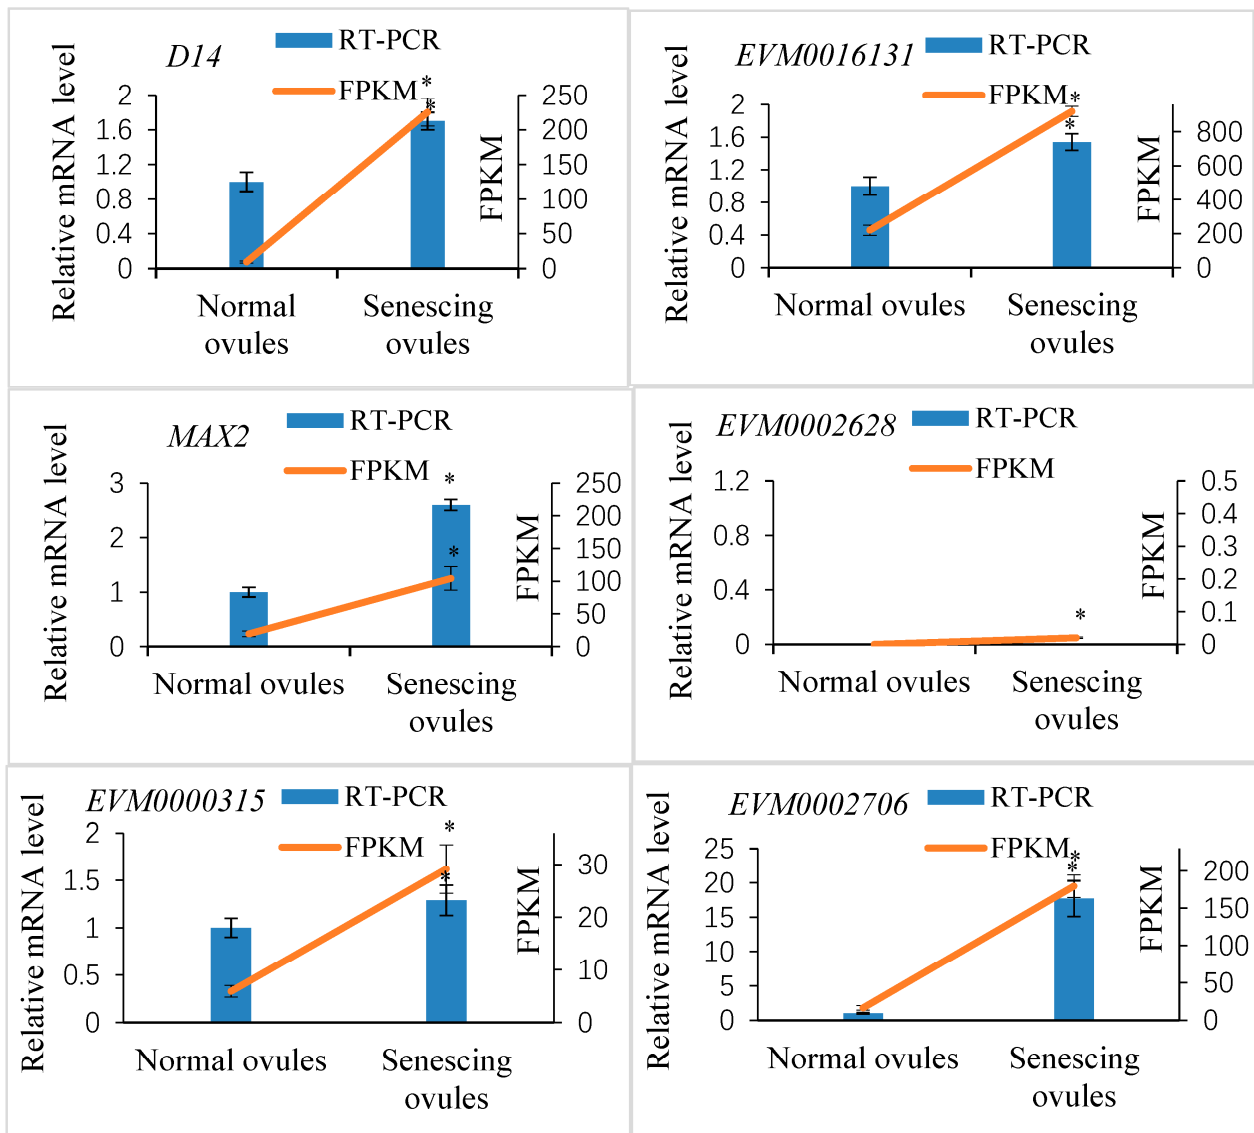 D14
RT-PCR
FPKM
*
*
Relative mRNA level
2
1.6
1.2
0.8
0.4
0
250
200
150
100
50
0
FPKM
Normal
ovules
Senescing
ovules
EVM0016131
RT-PCR
FPKM
*
*
Relative mRNA level
2
1.6
1.2
0.8
0.4
0
800
600
400
200
0
FPKM
Normal ovules
Senescing
ovules
MAX2
RT-PCR
FPKM
*
*
Relative mRNA level
3
2
1
0
250
200
150
100
50
0
FPKM
Normal ovules
Senescing
ovules
EVM0002628
RT-PCR
FPKM
*
Relative mRNA level
1.2
0.8
0.4
0
0.5
0.4
0.3
0.2
0.1
0
FPKM
Normal ovules
Senescing
ovules
EVM0000315
RT-PCR
FPKM
*
*
Relative mRNA level
2
1.5
1
0.5
0
30
20
10
0
FPKM
Normal ovules
Senescing
ovules
EVM0002706
RT-PCR
FPKM
*
*
Relative mRNA level
25
20
15
10
5
0
200
150
100
50
0
FPKM
Normal ovules
Senescing
ovules